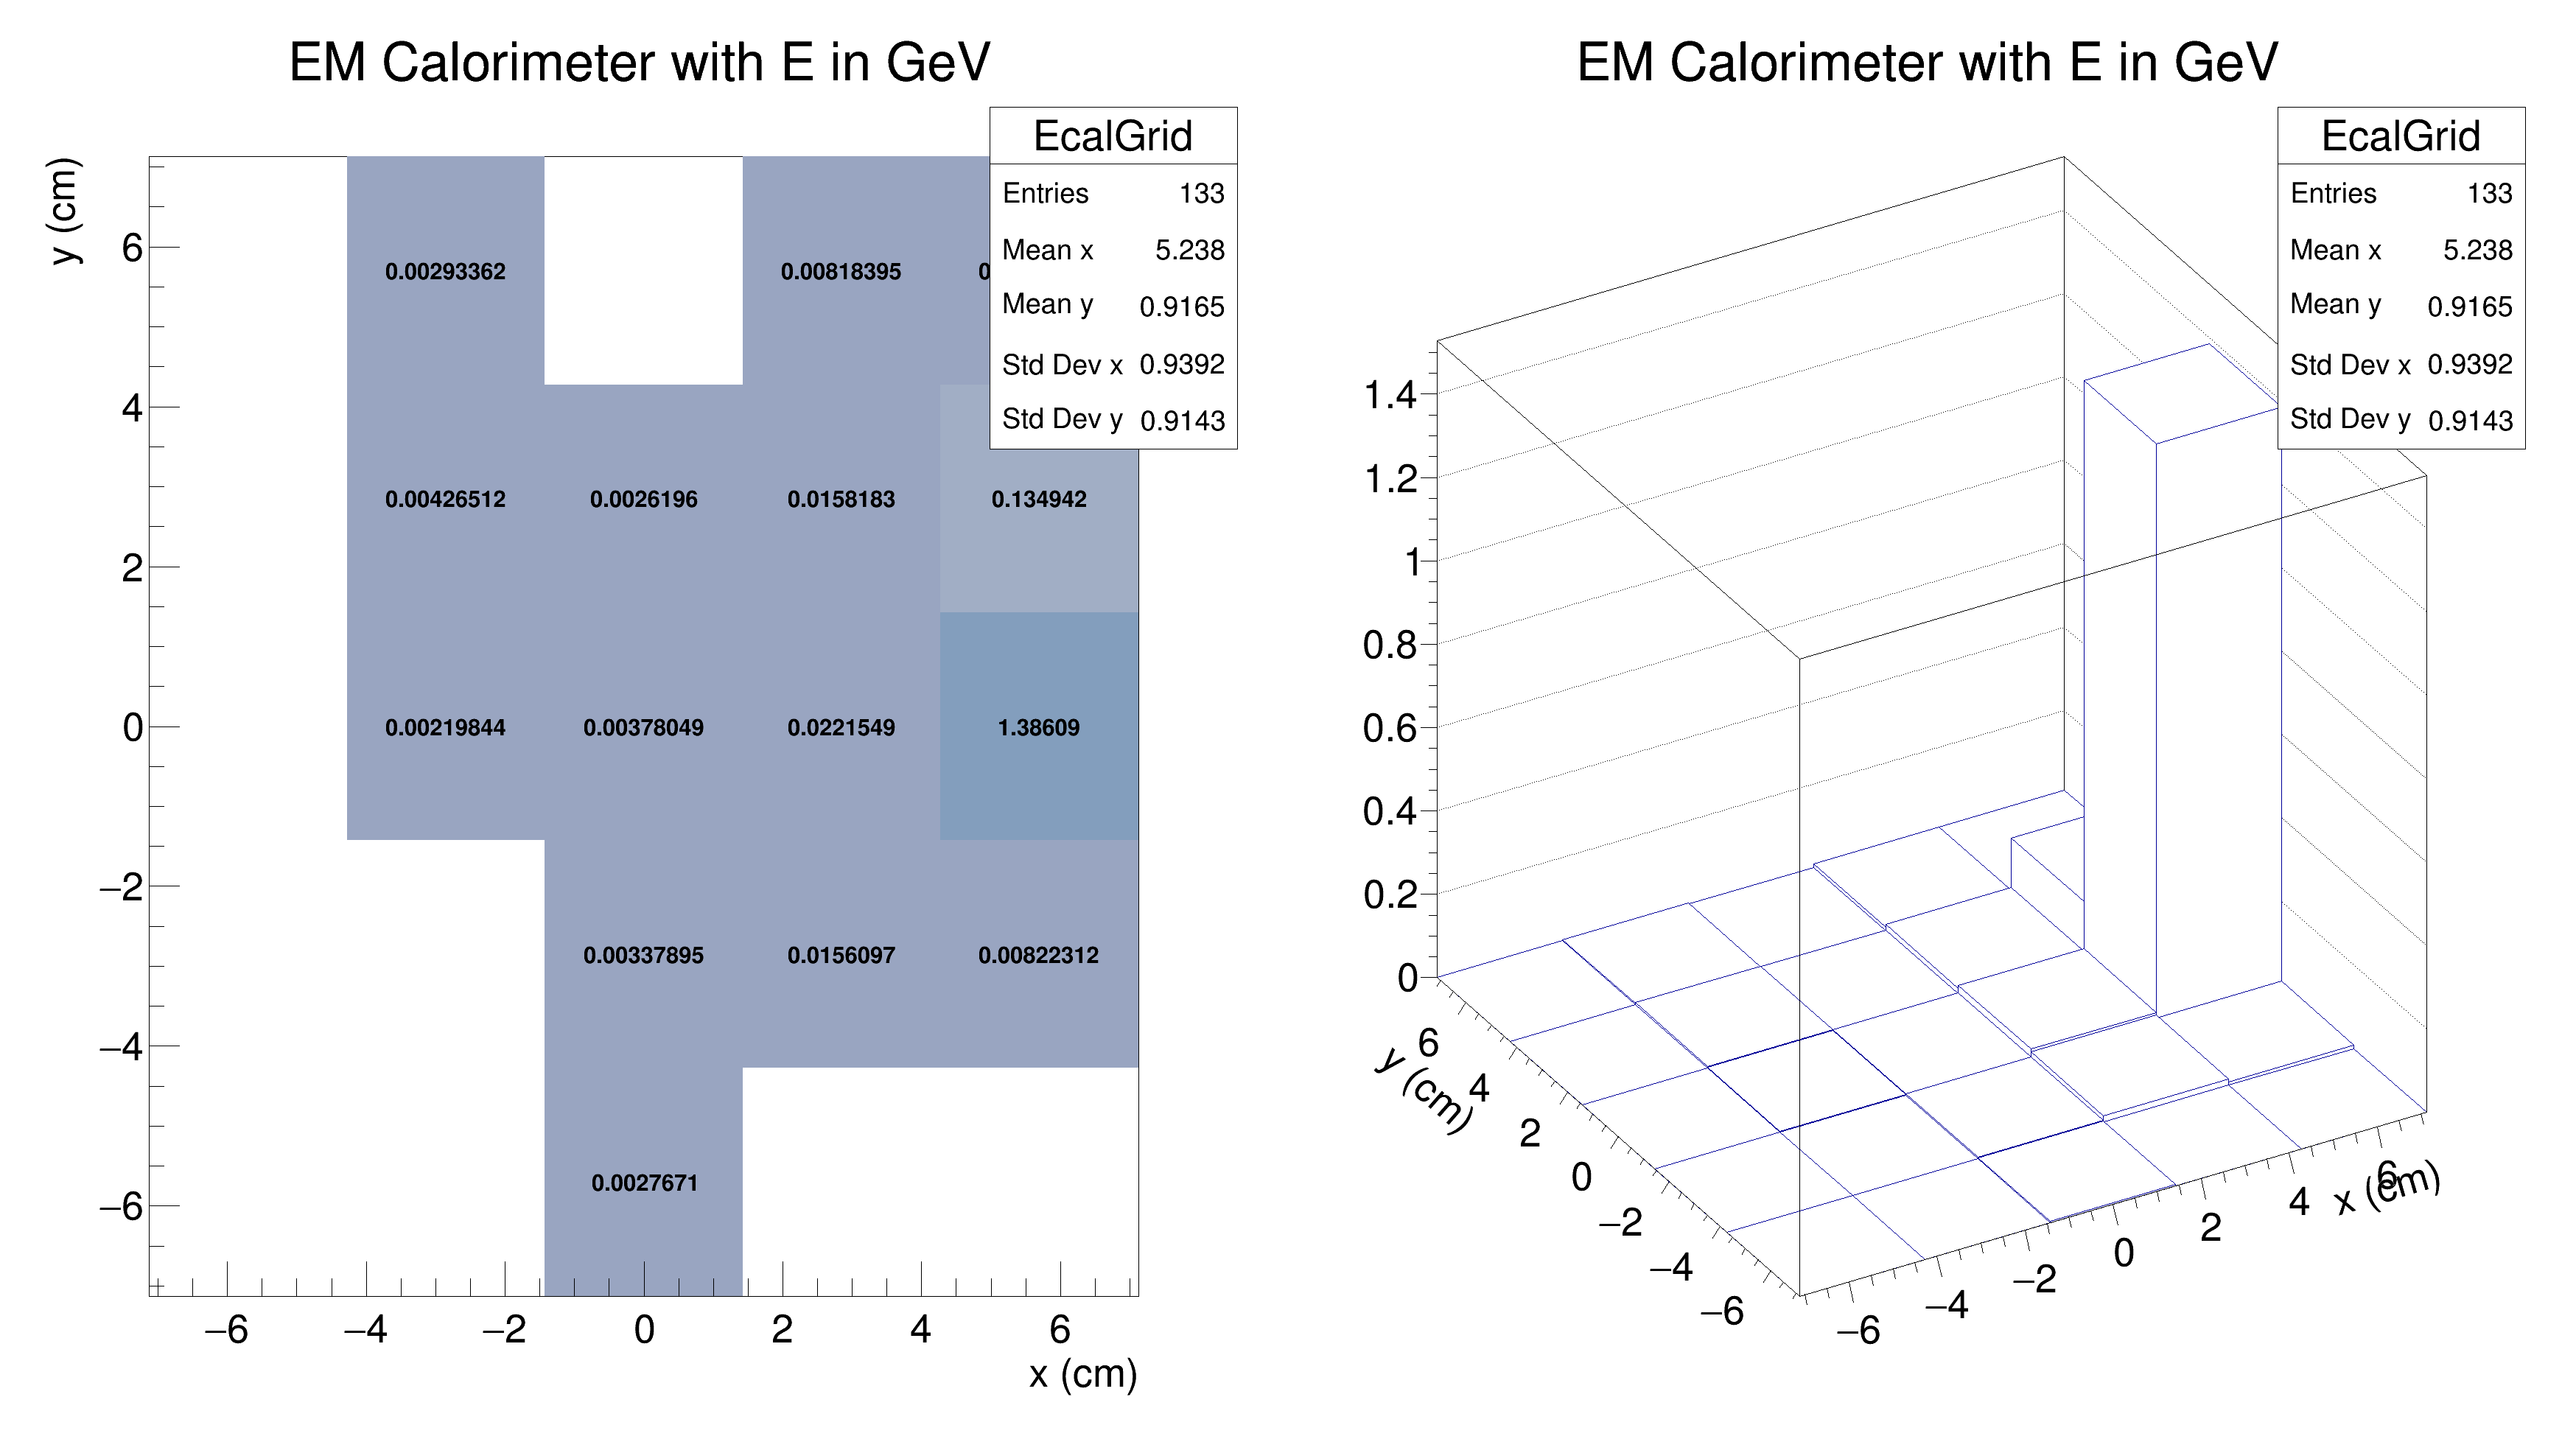 EM Calorimeter with E in GeV
EcalGrid
Entries 133
Mean x 5.238
Mean y 0.9165
Std Dev x 0.9392
Std Dev y 0.9143
y (cm)
6
4
2
0
−2
−4
−6
0.00293362 0.00818395
0.00426512 0.0026196 0.0158183 0.134942
0.00219844 0.00378049 0.0221549 1.38609
0.00337895 0.0156097 0.00822312
0.0027671
−6 −4 −2 0 2 4 6
x (cm)
EM Calorimeter with E in GeV
EcalGrid
Entries 133
Mean x 5.238
Mean y 0.9165
Std Dev x 0.9392
Std Dev y 0.9143
1.4
1.2
1
0.8
0.6
0.4
0.2
0
y (cm)
6
4
2
0
−2
−4
−6
−6 −4 −2 0 2 4 6
x (cm)